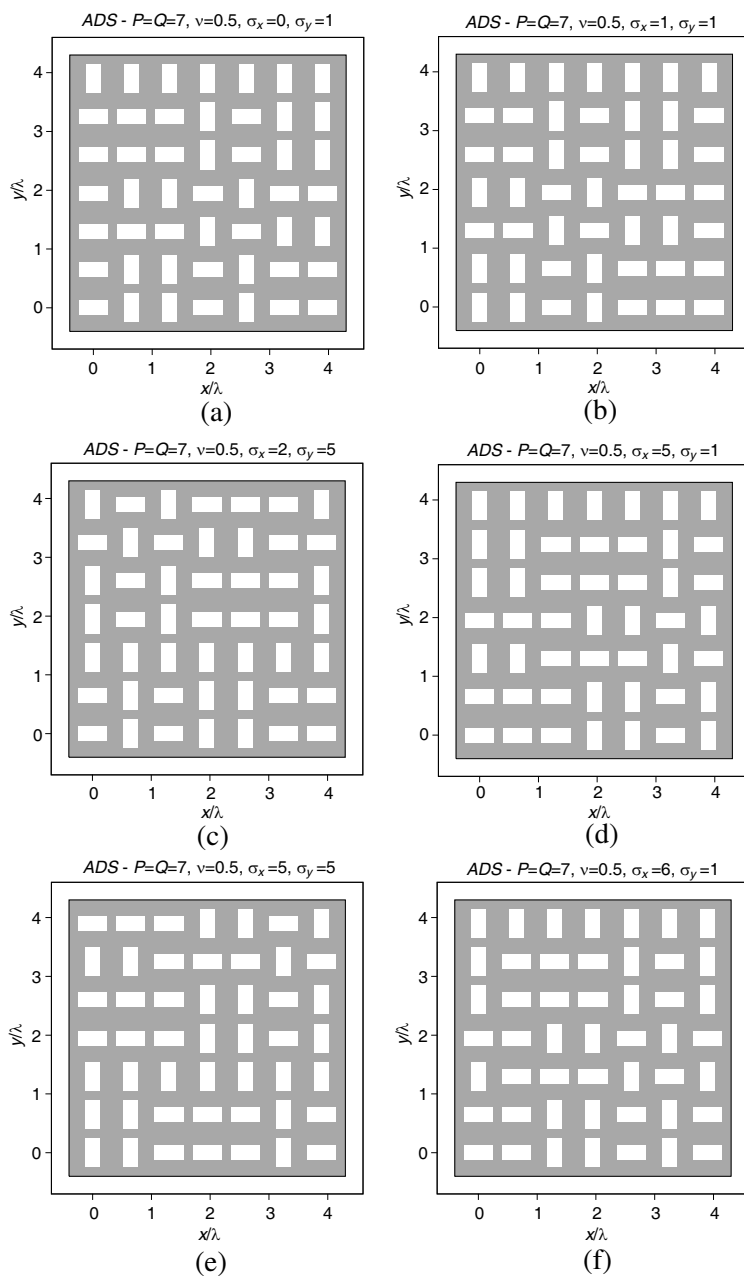 ADS - P=Q=7, ν=0.5, σx=0, σy=1
ADS - P=Q=7, ν=0.5, σx=1, σy=1
4
3
2
1
0
y/λ
0 1 2 3 4
x/λ
(a)
4
3
2
1
0
y/λ
0 1 2 3 4
x/λ
(b)
ADS - P=Q=7, ν=0.5, σx=2, σy=5
ADS - P=Q=7, ν=0.5, σx=5, σy=1
4
3
2
1
0
y/λ
0 1 2 3 4
x/λ
(c)
4
3
2
1
0
y/λ
0 1 2 3 4
x/λ
(d)
ADS - P=Q=7, ν=0.5, σx=5, σy=5
ADS - P=Q=7, ν=0.5, σx=6, σy=1
4
3
2
1
0
y/λ
0 1 2 3 4
x/λ
(e)
4
3
2
1
0
y/λ
0 1 2 3 4
x/λ
(f)